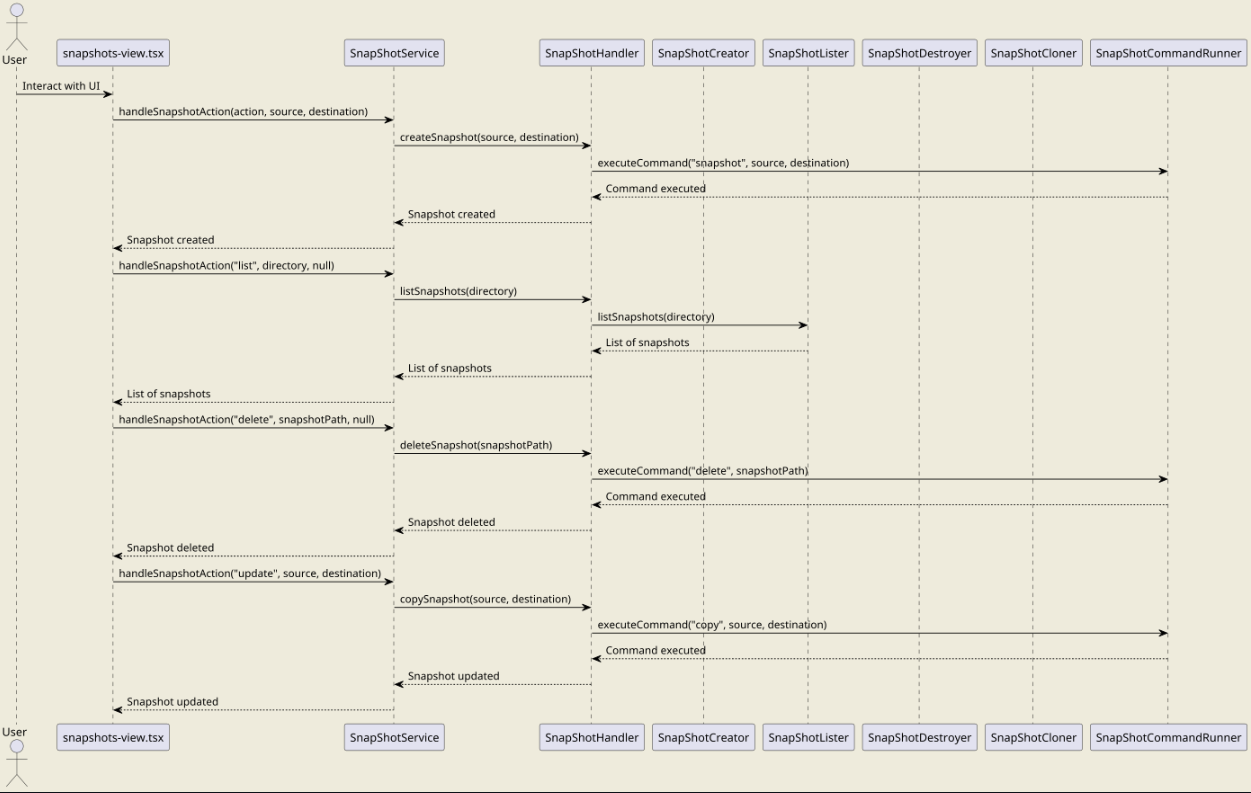 User
snapshots-view.tsx
SnapShotService
SnapShotHandler
SnapShotCreator
SnapShotLister
SnapShotDestroyer
SnapShotCloner
SnapShotCommandRunner
Interact with UI
handleSnapshotAction(action, source, destination)
createSnapshot(source, destination)
executeCommand("snapshot", source, destination)
Command executed
Snapshot created
Snapshot created
handleSnapshotAction("list", directory, null)
listSnapshots(directory)
listSnapshots(directory)
List of snapshots
List of snapshots
List of snapshots
handleSnapshotAction("delete", snapshotPath, null)
deleteSnapshot(snapshotPath)
executeCommand("delete", snapshotPath)
Command executed
Snapshot deleted
Snapshot deleted
handleSnapshotAction("update", source, destination)
copySnapshot(source, destination)
executeCommand("copy", source, destination)
Command executed
Snapshot updated
Snapshot updated
User
snapshots-view.tsx
SnapShotService
SnapShotHandler
SnapShotCreator
SnapShotLister
SnapShotDestroyer
SnapShotCloner
SnapShotCommandRunner